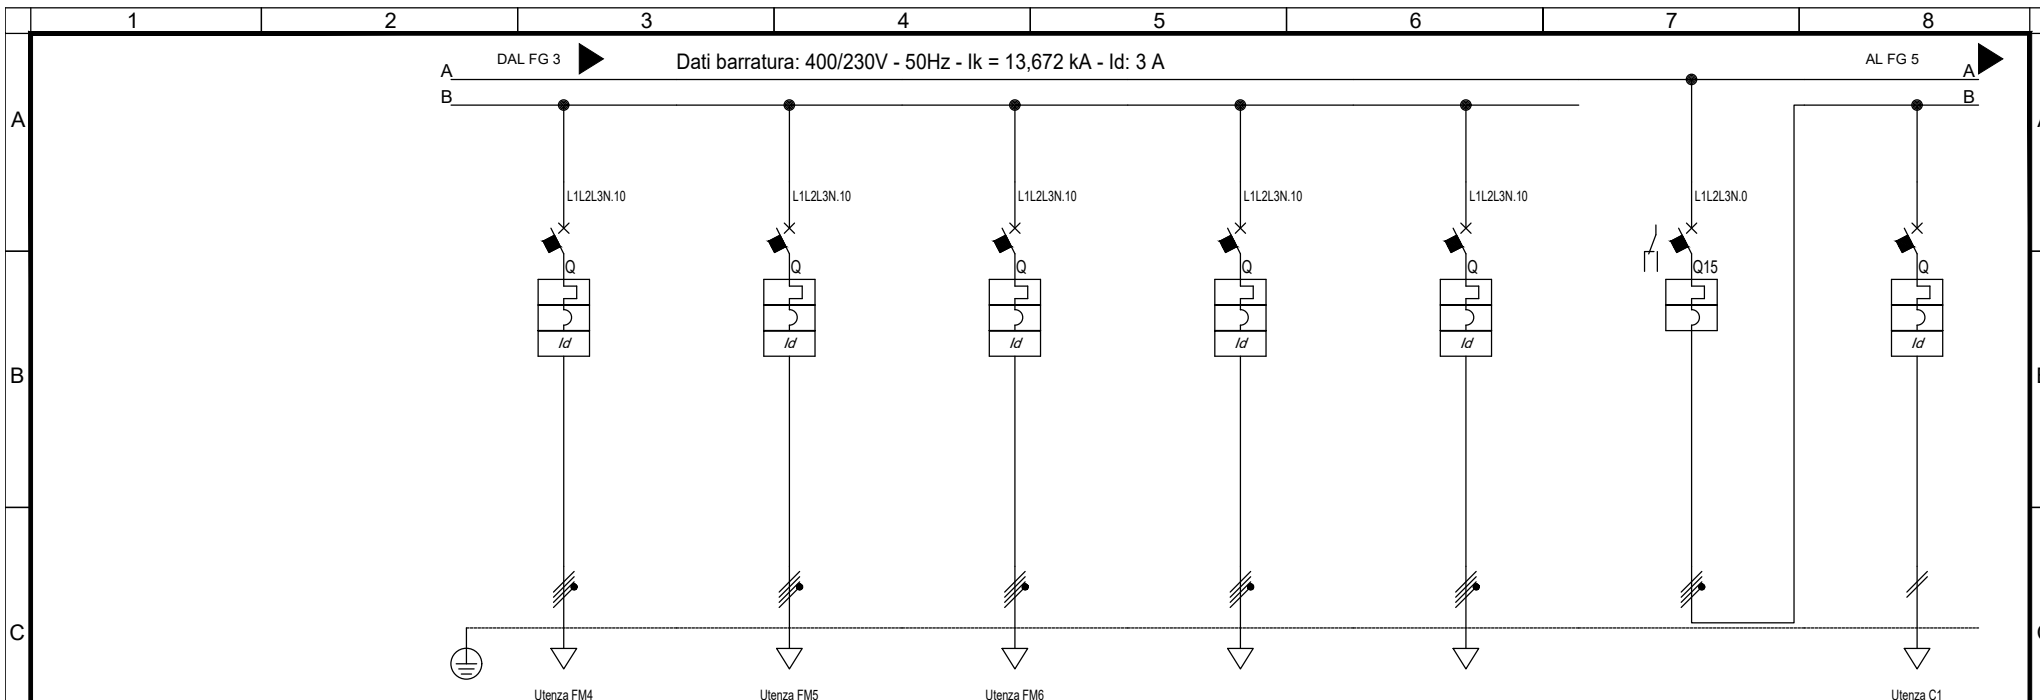 1 2 3 4 5 6 7 8
DAL FG 3 Dati barratura: 400/230V - 50Hz - Ik = 13,672 kA - Id: 3 A AL FG 5
A A
B B
A
L1L2L3N.10 L1L2L3N.10 L1L2L3N.10 L1L2L3N.10 L1L2L3N.10 L1L2L3N.0
Q Q Q Q Q Q15 Q
Id Id Id Id Id Id
B
C
Utenza FM4 Utenza FM5 Utenza FM6 Utenza C1